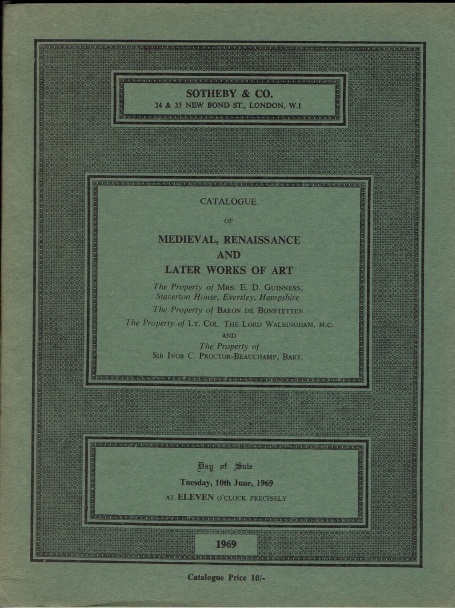 SOTHEBY & CO.
34 & 35 NEW BOND ST., LONDON, W.1
CATALOGUE
OF
MEDIEVAL, RENAISSANCE
AND
LATER WORKS OF ART
The Property of MRS. E. D. GUINNESS,
Staverton House, Eversley, Hampshire
The Property of BARON DE BONSTETTEN
The Property of LT. COL. THE LORD WALSINGHAM, M.C.
AND
The Property of
SIR IVOR C. PROCTOR-BEAUCHAMP, BART.
Day of Sale
Tuesday, 10th June, 1969
AT ELEVEN O'CLOCK PRECISELY
1969
Catalogue Price 10/-